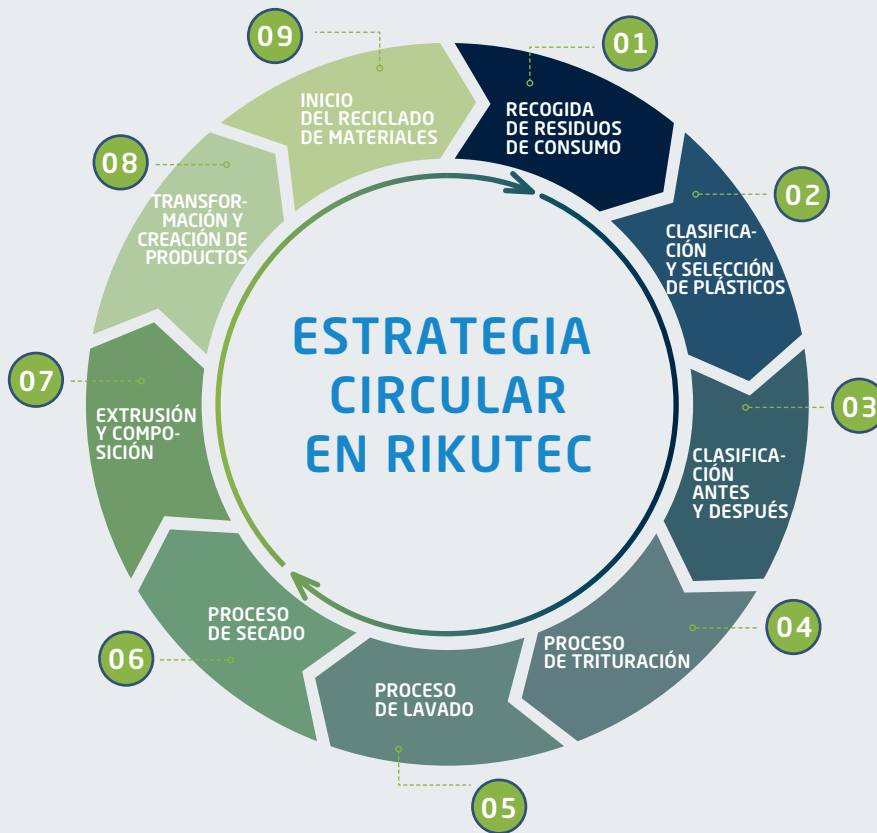 ESTRATEGIA
CIRCULAR
EN RIKUTEC
01
RECOGIDA
DE RESIDUOS
DE CONSUMO
02
CLASIFICA-
CIÓN
Y SELECCIÓN
DE PLÁSTICOS
03
CLASIFICA-
CIÓN
ANTES
Y DESPUÉS
04
PROCESO
DE TRITURACIÓN
05
PROCESO
DE LAVADO
06
PROCESO
DE SECADO
07
EXTRUSIÓN
Y COMPO-
SICIÓN
08
TRANSFOR-
MACIÓN Y
CREACIÓN DE
PRODUCTOS
09
INICIO
DEL RECICLADO
DE MATERIALES